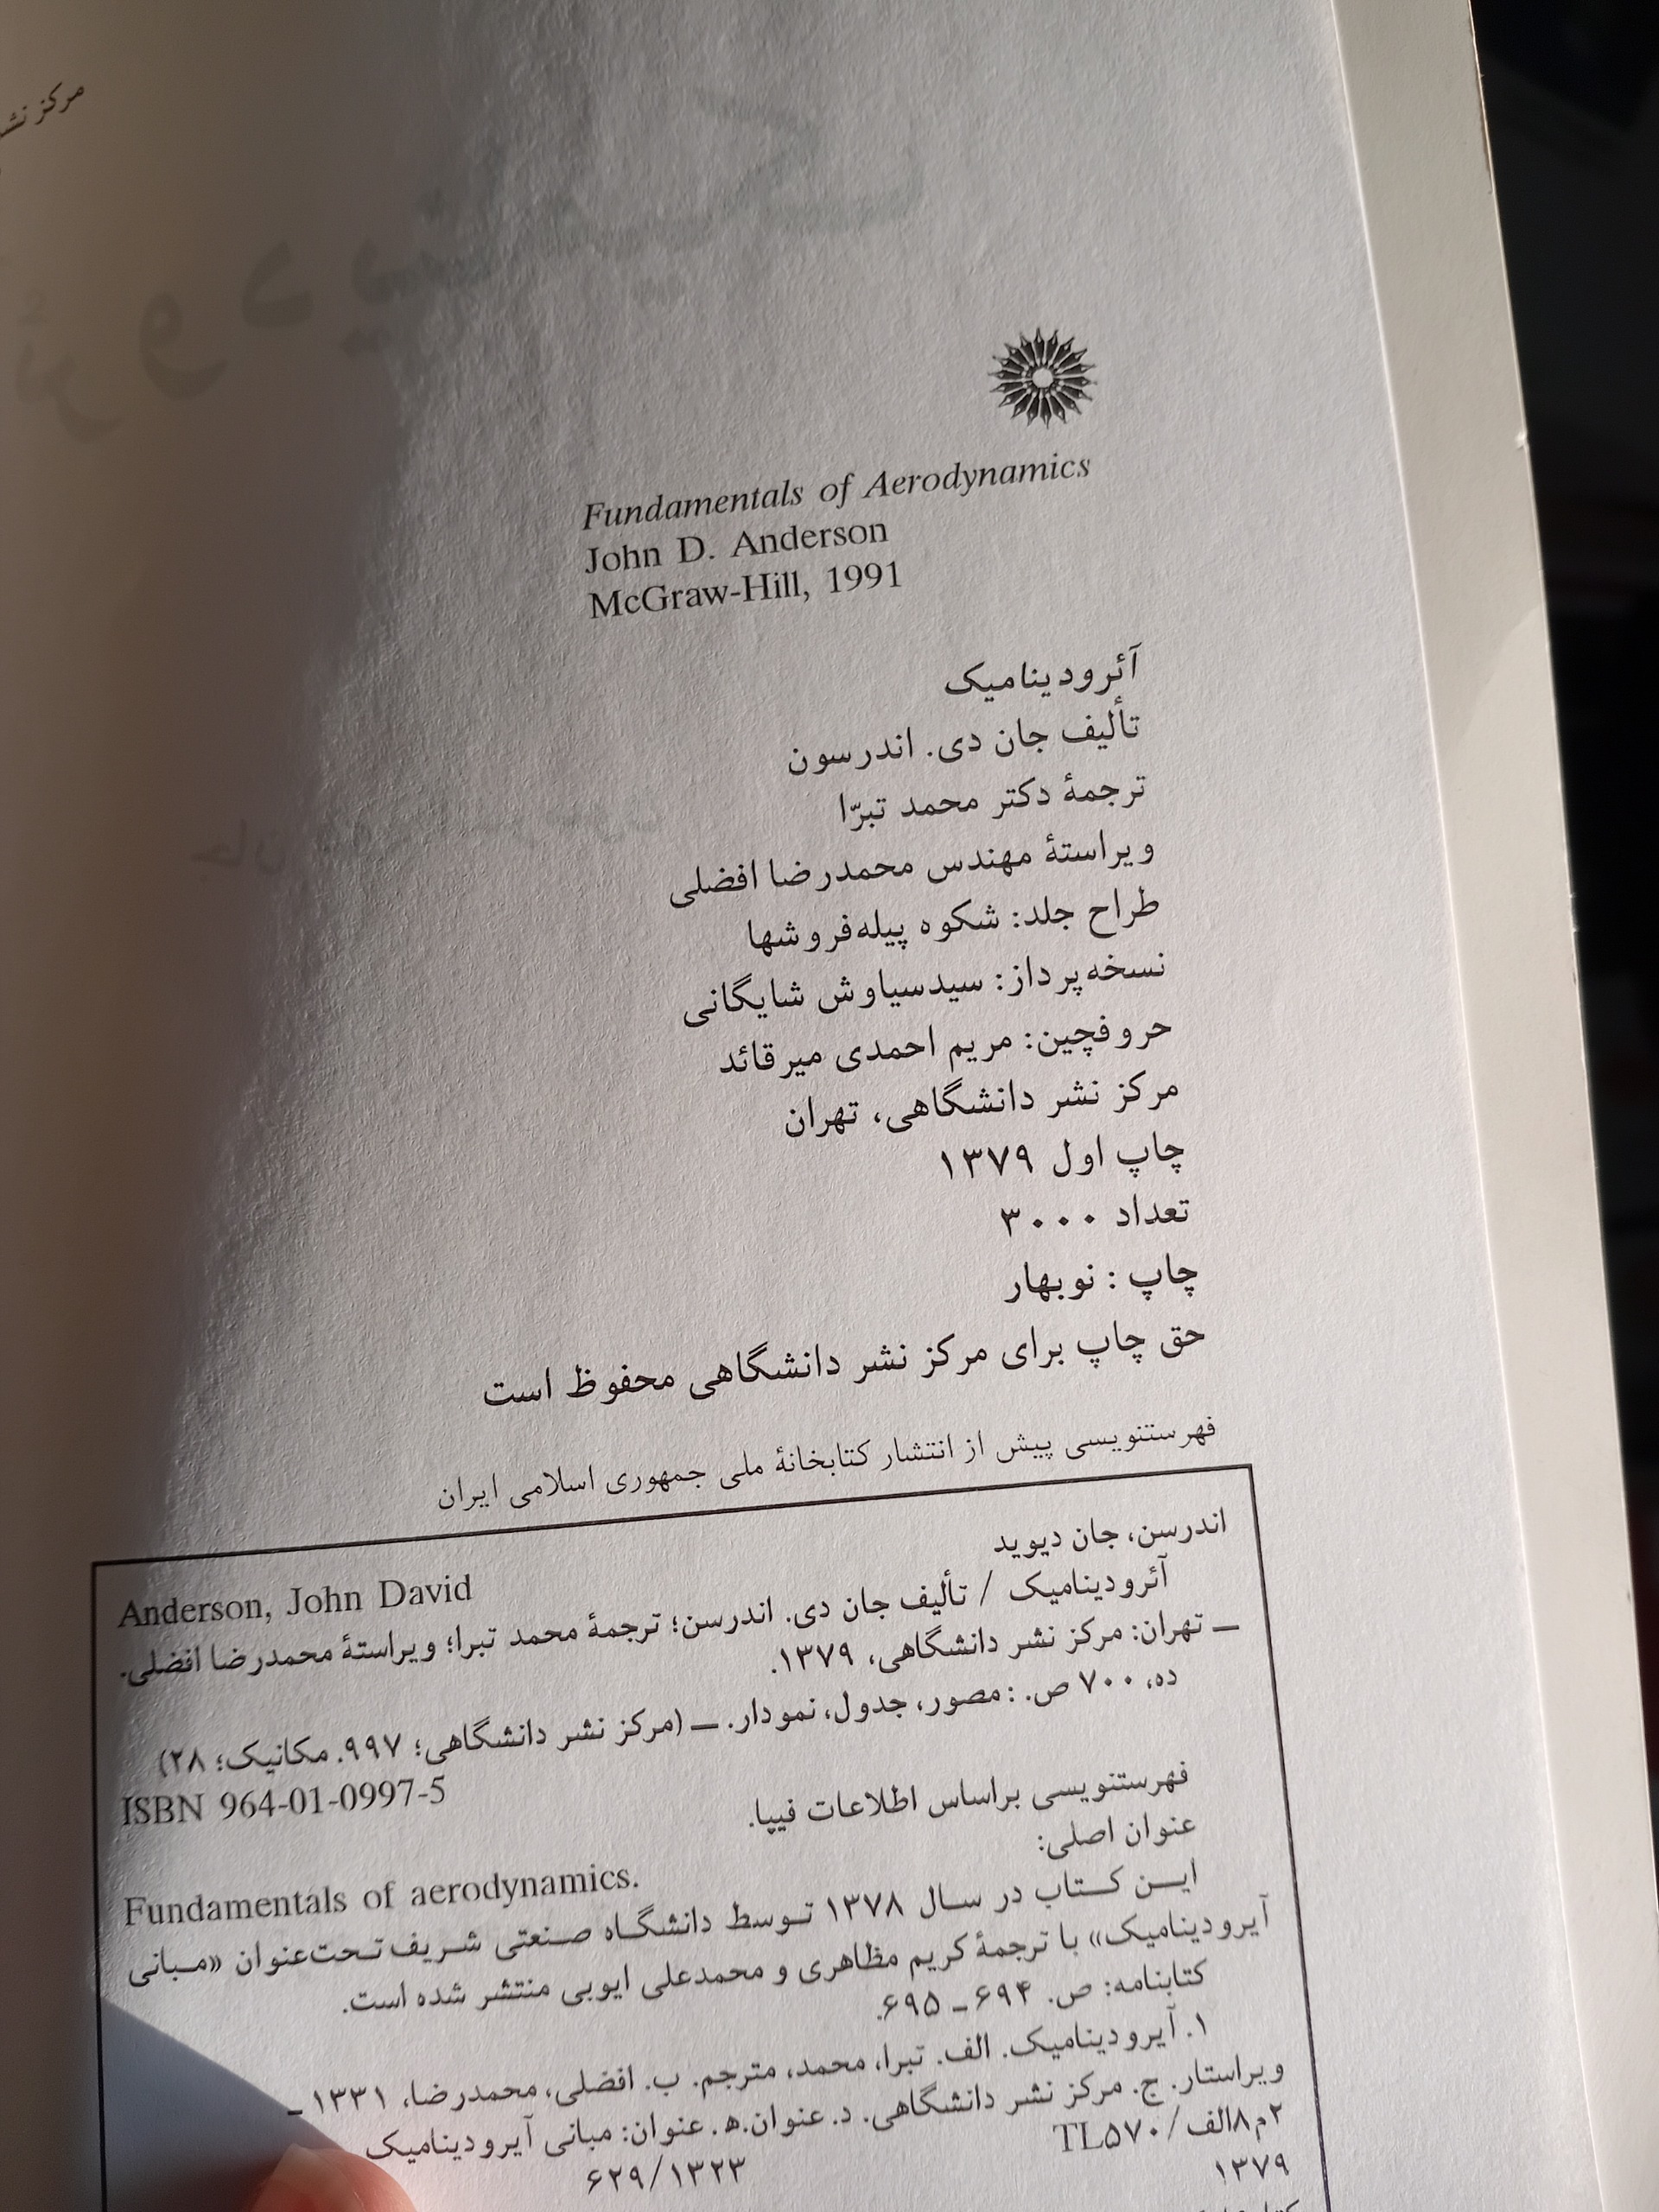 مرکز نشر
Fundamentals of Aerodynamics
John D. Anderson
McGraw-Hill, 1991
آئرودینامیک
تألیف جان دی. اندرسون
ترجمهٔ دکتر محمد تبرّا
ویراستهٔ مهندس محمدرضا افضلی
طراح جلد: شکوه پیله‌فروشها
نسخه‌پرداز: سیدسیاوش شایگانی
حروفچین: مریم احمدی میرقائد
مرکز نشر دانشگاهی، تهران
چاپ اول ۱۳۷۹
تعداد ۳۰۰۰
چاپ : نوبهار
حق چاپ برای مرکز نشر دانشگاهی محفوظ است
فهرستنویسی پیش از انتشار کتابخانهٔ ملی جمهوری اسلامی ایران
اندرسن، جان دیوید
Anderson, John David
آئرودینامیک / تألیف جان دی. اندرسن؛ ترجمهٔ محمد تبرا؛ ویراستهٔ محمدرضا افضلی.
ـ تهران: مرکز نشر دانشگاهی، ۱۳۷۹.
ده، ۷۰۰ ص. : مصور، جدول، نمودار. ـ (مرکز نشر دانشگاهی؛ ۹۹۷. مکانیک؛ ۲۸)
ISBN 964-01-0997-5
فهرستنویسی براساس اطلاعات فیپا.
عنوان اصلی:
Fundamentals of aerodynamics.
این کتاب در سال ۱۳۷۸ توسط دانشگاه صنعتی شریف تحت‌عنوان «مبانی
آیرودینامیک» با ترجمهٔ کریم مظاهری و محمدعلی ایوبی منتشر شده است.
کتابنامه: ص. ۶۹۴ ـ ۶۹۵.
۱. آیرودینامیک. الف. تبرا، محمد، مترجم. ب. افضلی، محمدرضا، ۱۳۳۱ ـ
ویراستار. ج. مرکز نشر دانشگاهی. د. عنوان.ه‍. عنوان: مبانی آیرودینامیک
۲م۸الف/TL۵۷۰
۶۲۹/۱۳۲۳
۱۳۷۹